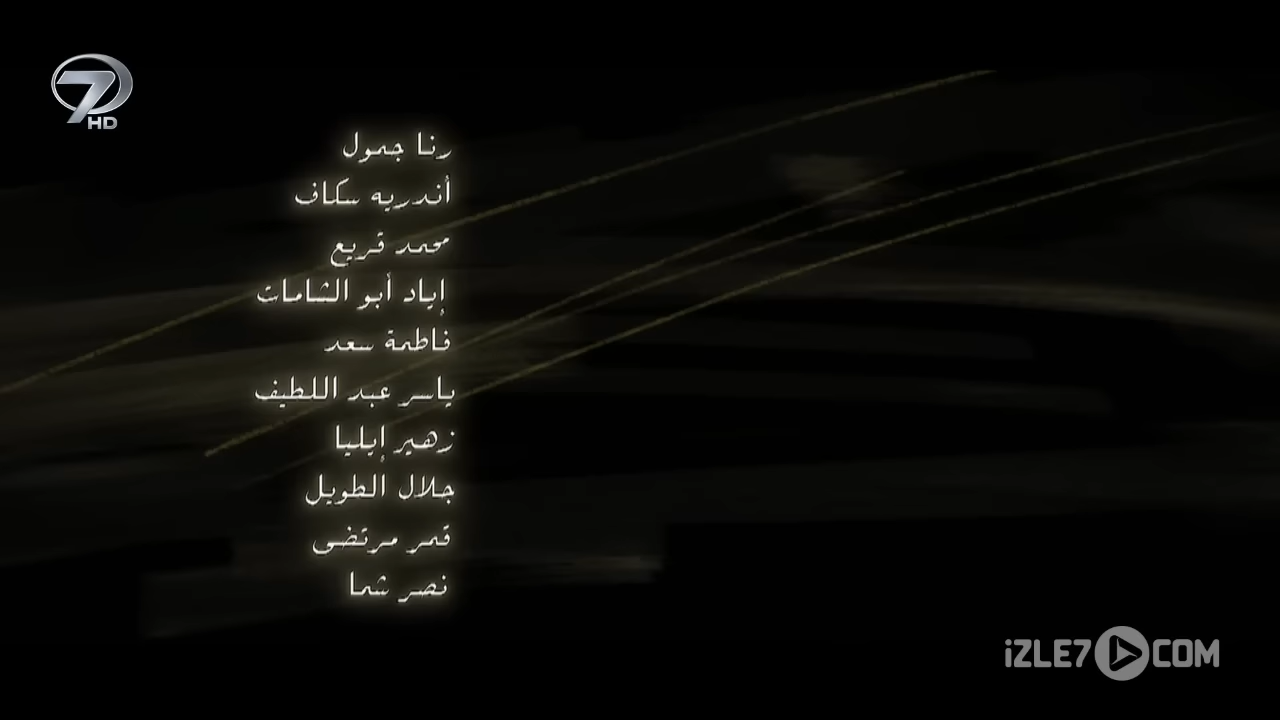 7 HD
رنا جمول
أندريه سكاف
محمد قريع
إياد أبو الشامات
فاطمة سعد
ياسر عبد اللطيف
زهير إيليا
جلال الطويل
قمر مرتضى
نصر شما
iZLE7 COM